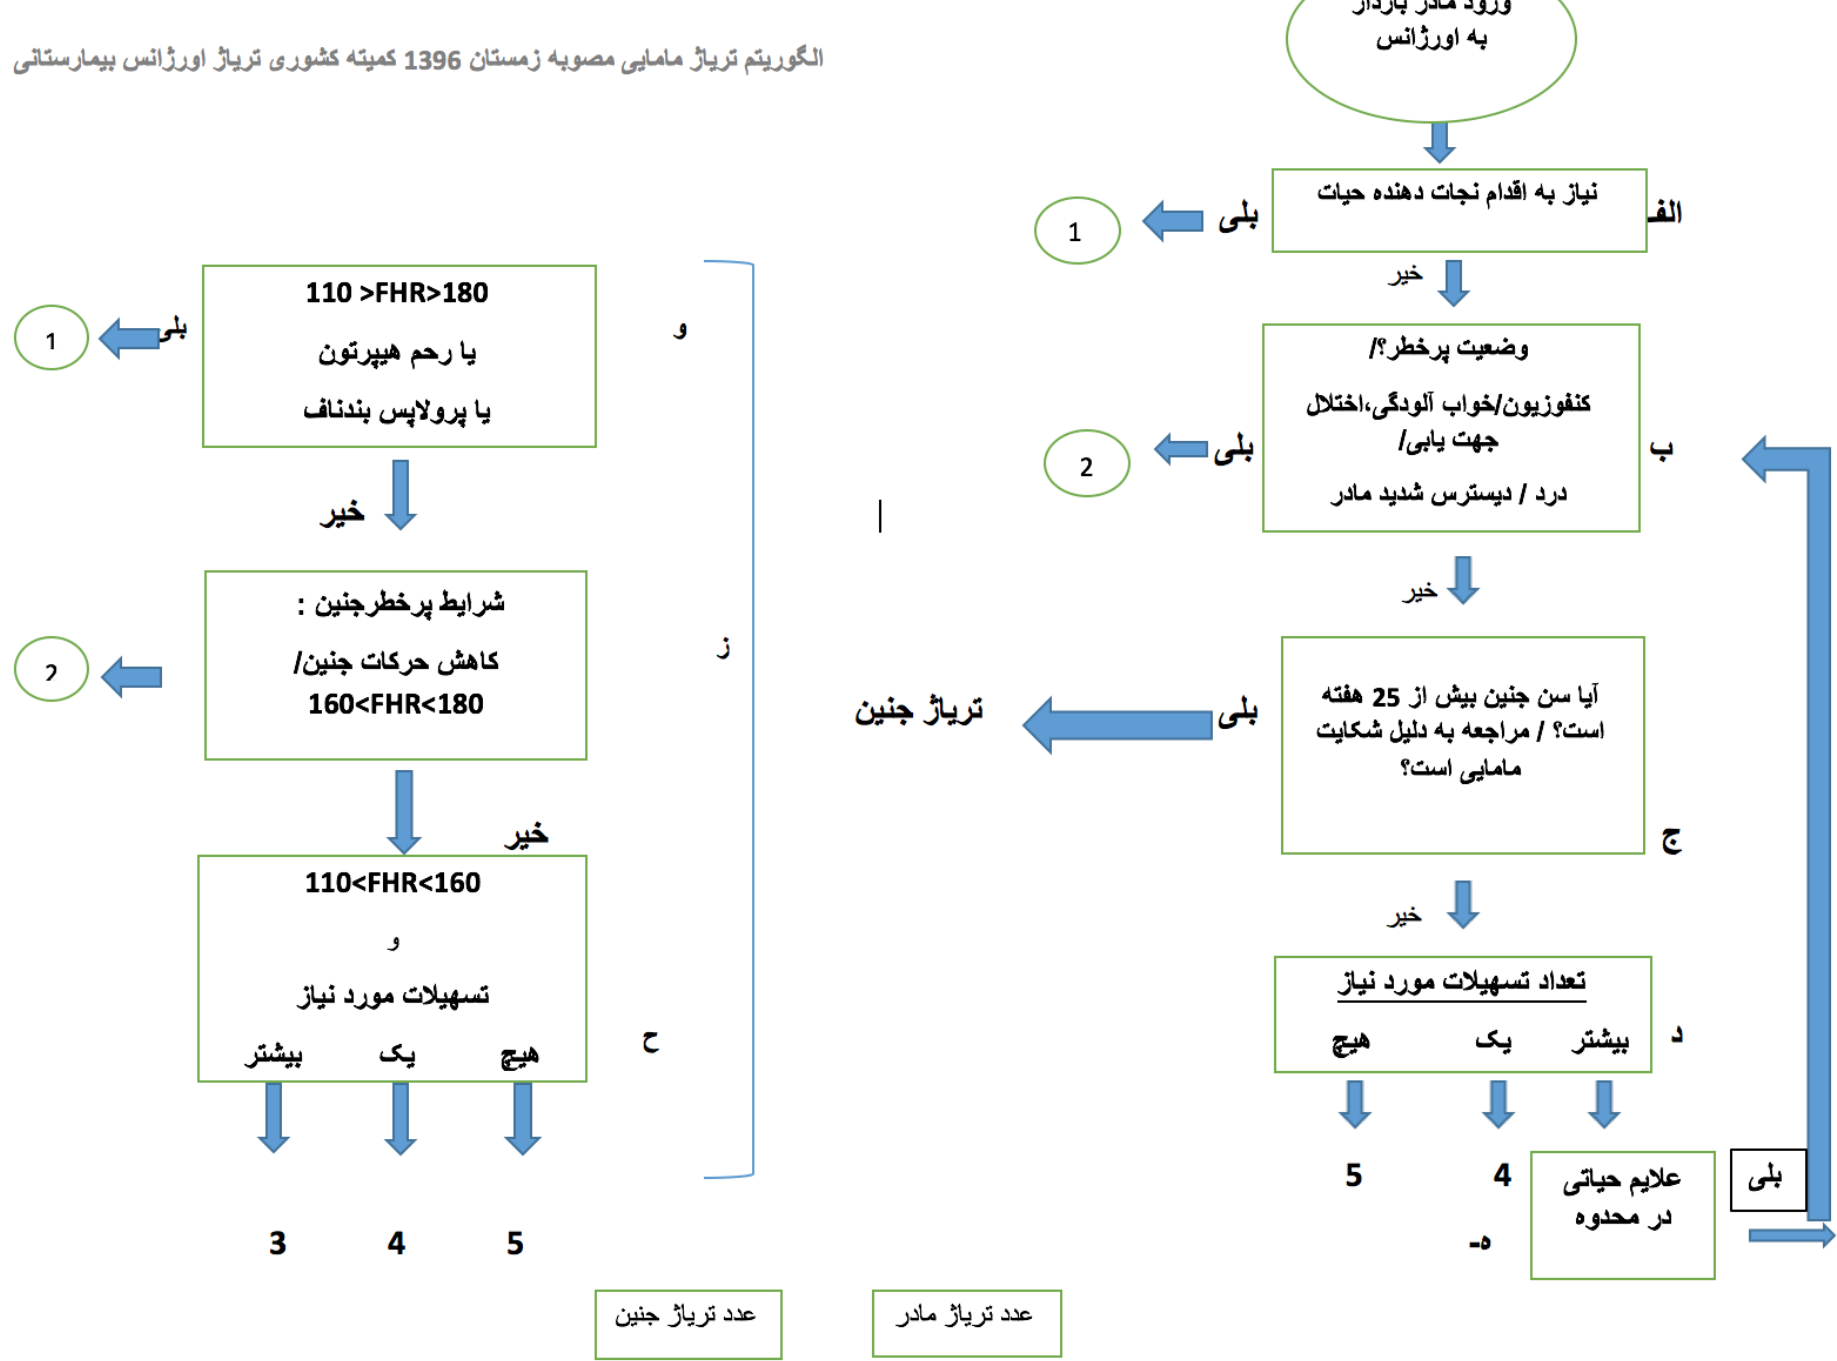 ورود مادر باردار
به اورژانس
الگوریتم تریاژ مامایی مصوبه زمستان 1396 کمیته کشوری تریاژ اورژانس بیمارستانی
الف
نیاز به اقدام نجات دهنده حیات
بلی
1
خیر
ب
وضعیت پرخطر؟/
کنفوزیون/خواب آلودگی،اختلال
جهت یابی/
درد / دیسترس شدید مادر
بلی
2
خیر
ج
آیا سن جنین بیش از 25 هفته
است؟ / مراجعه به دلیل شکایت
مامایی است؟
بلی
تریاژ جنین
خیر
د
تعداد تسهیلات مورد نیاز
بیشتر یک هیچ
4 5
علایم حیاتی
در محدوه
بلی
ه-
ز
و
110 >FHR>180
یا رحم هیپرتون
یا پرولاپس بندناف
بلی
1
خیر
شرایط پرخطرجنین :
کاهش حرکات جنین/
160<FHR<180
2
خیر
ح
110<FHR<160
و
تسهیلات مورد نیاز
هیچ یک بیشتر
5 4 3
عدد تریاژ مادر
عدد تریاژ جنین